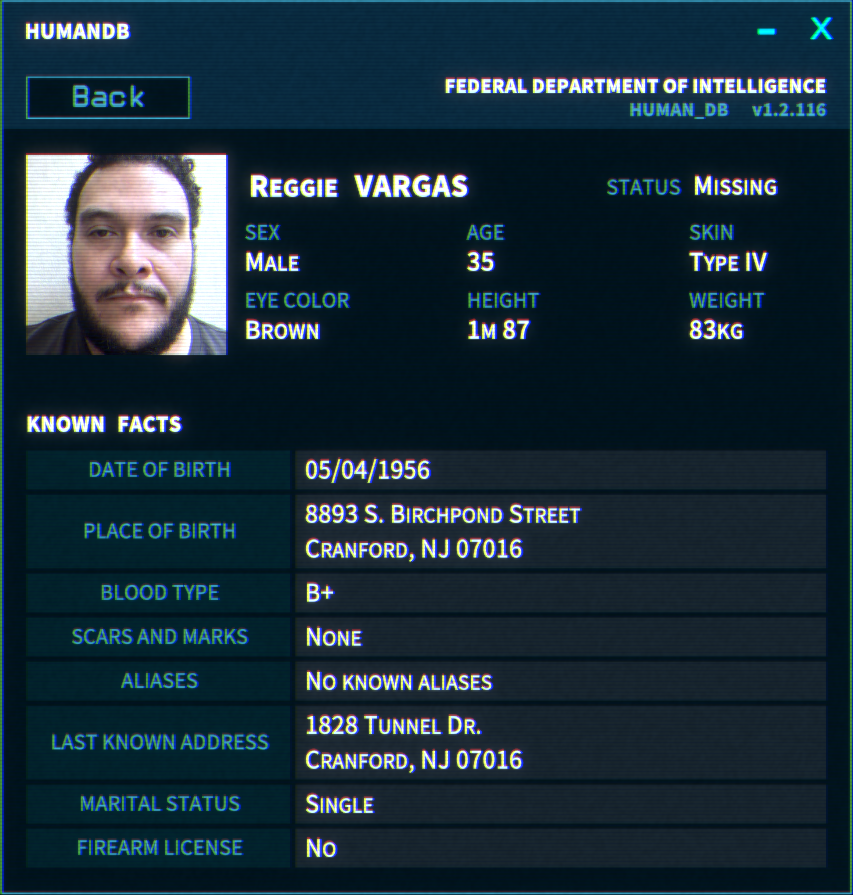 HUMANDB
Back
FEDERAL DEPARTMENT OF INTELLIGENCE
HUMAN_DB v1.2.116
REGGIE VARGAS
STATUS MISSING
SEX AGE SKIN
MALE 35 TYPE IV
EYE COLOR HEIGHT WEIGHT
BROWN 1M 87 83KG
KNOWN FACTS
DATE OF BIRTH 05/04/1956
PLACE OF BIRTH 8893 S. BIRCHPOND STREET
CRANFORD, NJ 07016
BLOOD TYPE B+
SCARS AND MARKS NONE
ALIASES NO KNOWN ALIASES
LAST KNOWN ADDRESS 1828 TUNNEL DR.
CRANFORD, NJ 07016
MARITAL STATUS SINGLE
FIREARM LICENSE NO